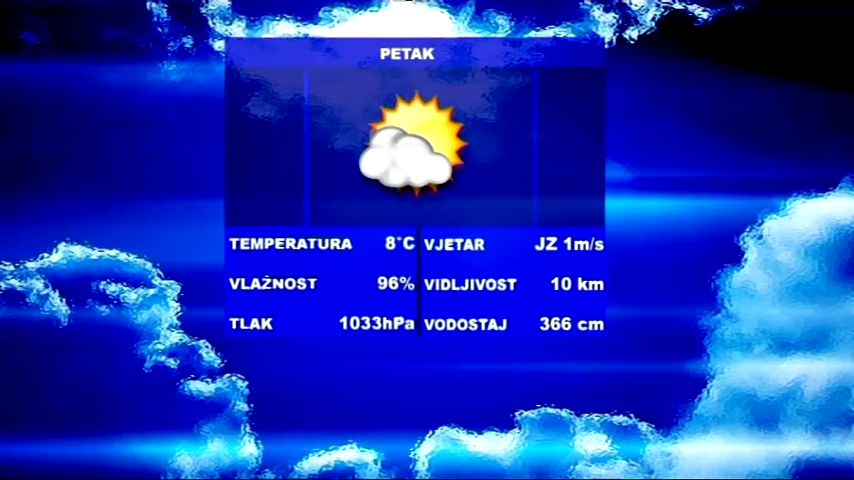 PETAK
TEMPERATURA 8°C VJETAR JZ 1m/s
VLAŽNOST 96% VIDLJIVOST 10 km
TLAK 1033hPa VODOSTAJ 366 cm